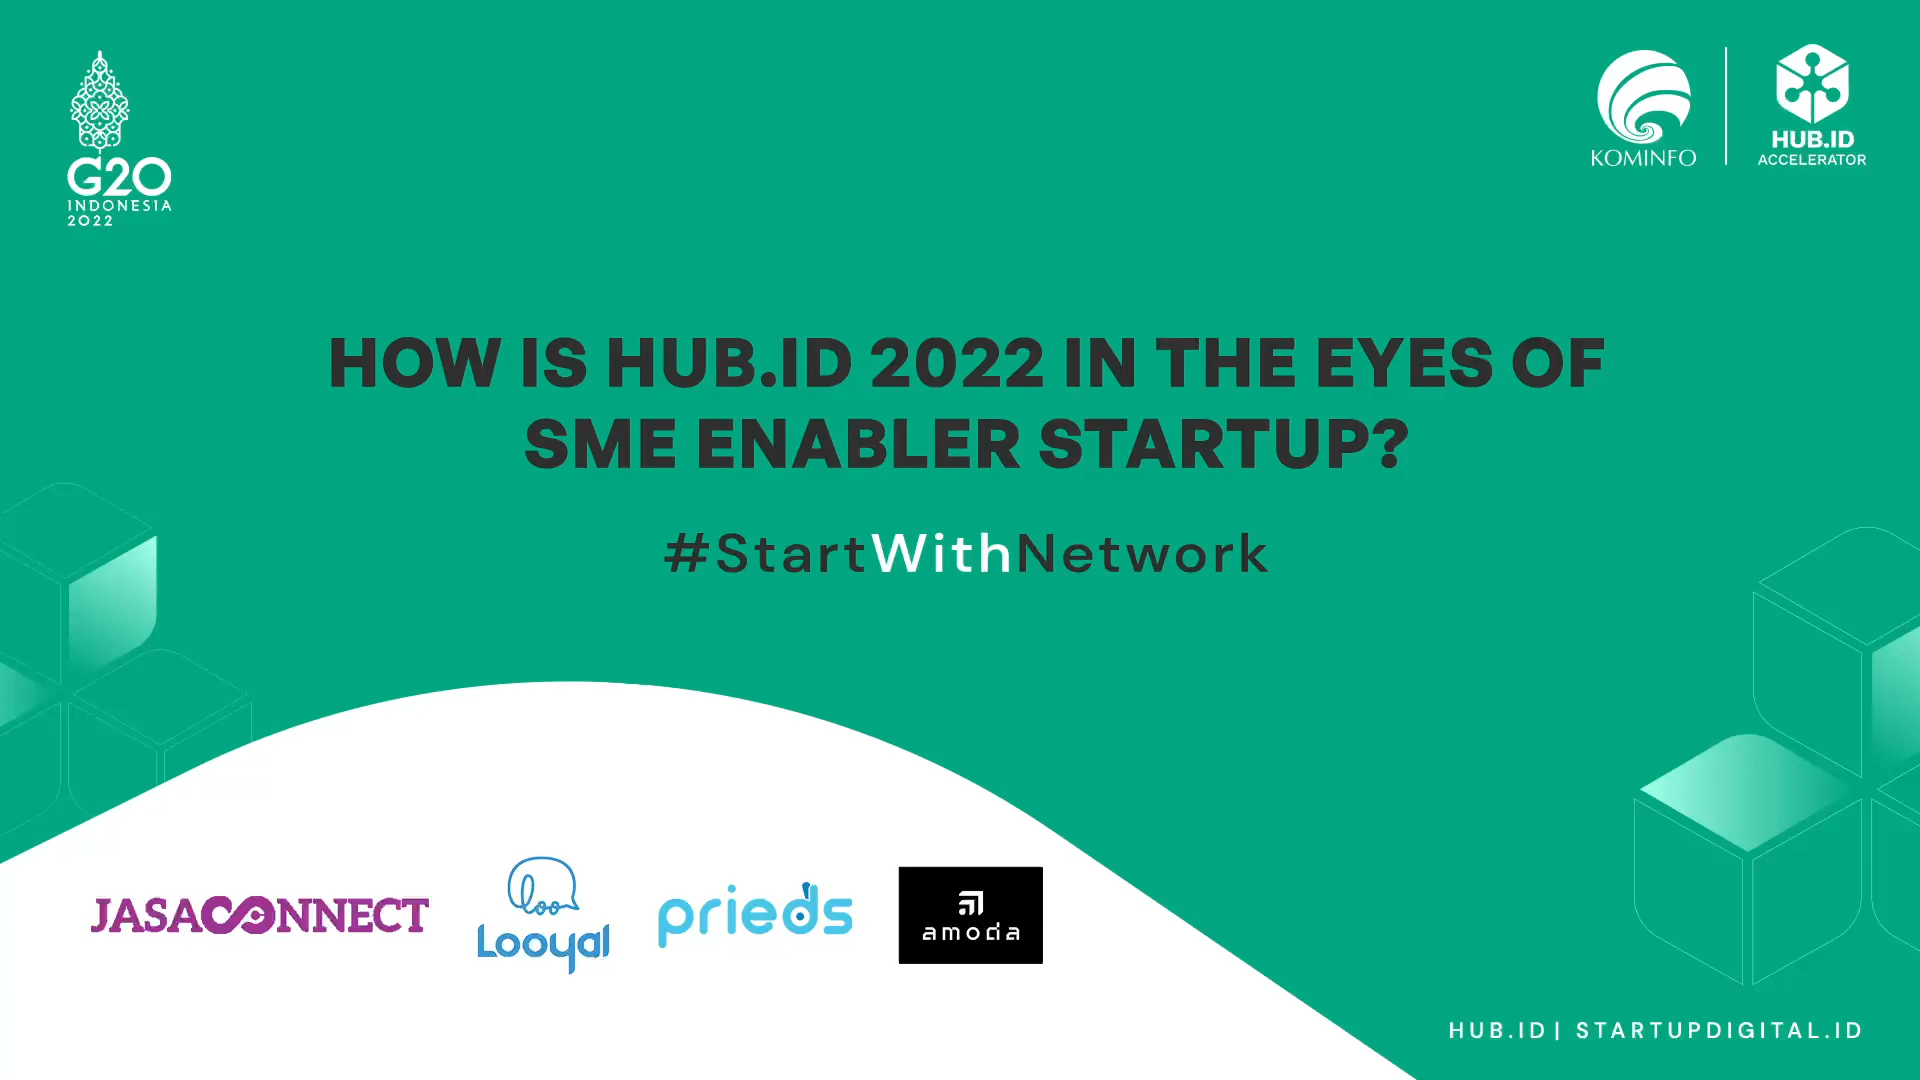 G20
INDONESIA
2022
KOMINFO
HUB.ID
ACCELERATOR
HOW IS HUB.ID 2022 IN THE EYES OF
SME ENABLER STARTUP?
#StartWithNetwork
JASACONNECT
loo
Looyal
prieds
amoda
HUB.ID| STARTUPDIGITAL.ID